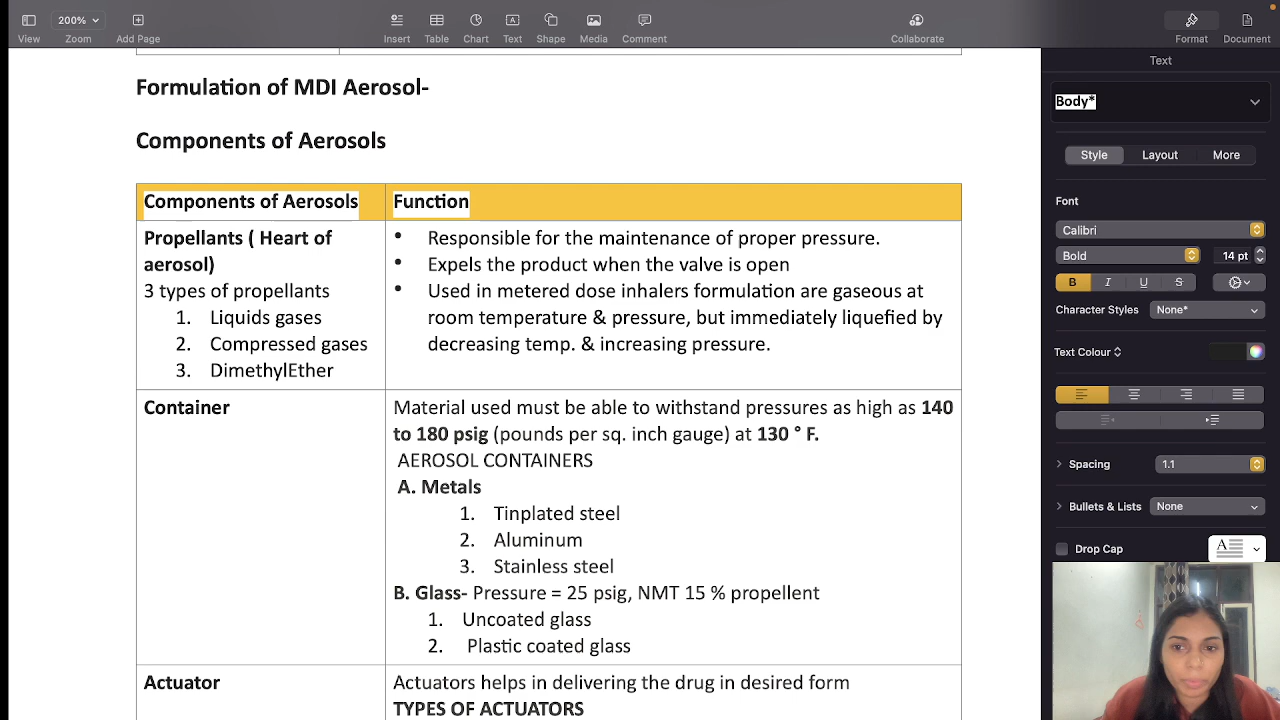 200%
View
Zoom
Add Page
Insert
Table
Chart
Text
Shape
Media
Comment
Collaborate
Format
Document
Formulation of MDI Aerosol-
Components of Aerosols
Components of Aerosols
Function
Propellants ( Heart of
aerosol)
3 types of propellants
1. Liquids gases
2. Compressed gases
3. DimethylEther
• Responsible for the maintenance of proper pressure.
• Expels the product when the valve is open
• Used in metered dose inhalers formulation are gaseous at
room temperature & pressure, but immediately liquefied by
decreasing temp. & increasing pressure.
Container
Material used must be able to withstand pressures as high as 140
to 180 psig (pounds per sq. inch gauge) at 130 ° F.
AEROSOL CONTAINERS
A. Metals
1. Tinplated steel
2. Aluminum
3. Stainless steel
B. Glass- Pressure = 25 psig, NMT 15 % propellent
1. Uncoated glass
2. Plastic coated glass
Actuator
Actuators helps in delivering the drug in desired form
TYPES OF ACTUATORS
Text
Body*
Style
Layout
More
Font
Calibri
Bold
14 pt
B I U S
Character Styles
None*
Text Colour
Spacing
1.1
Bullets & Lists
None
Drop Cap
A